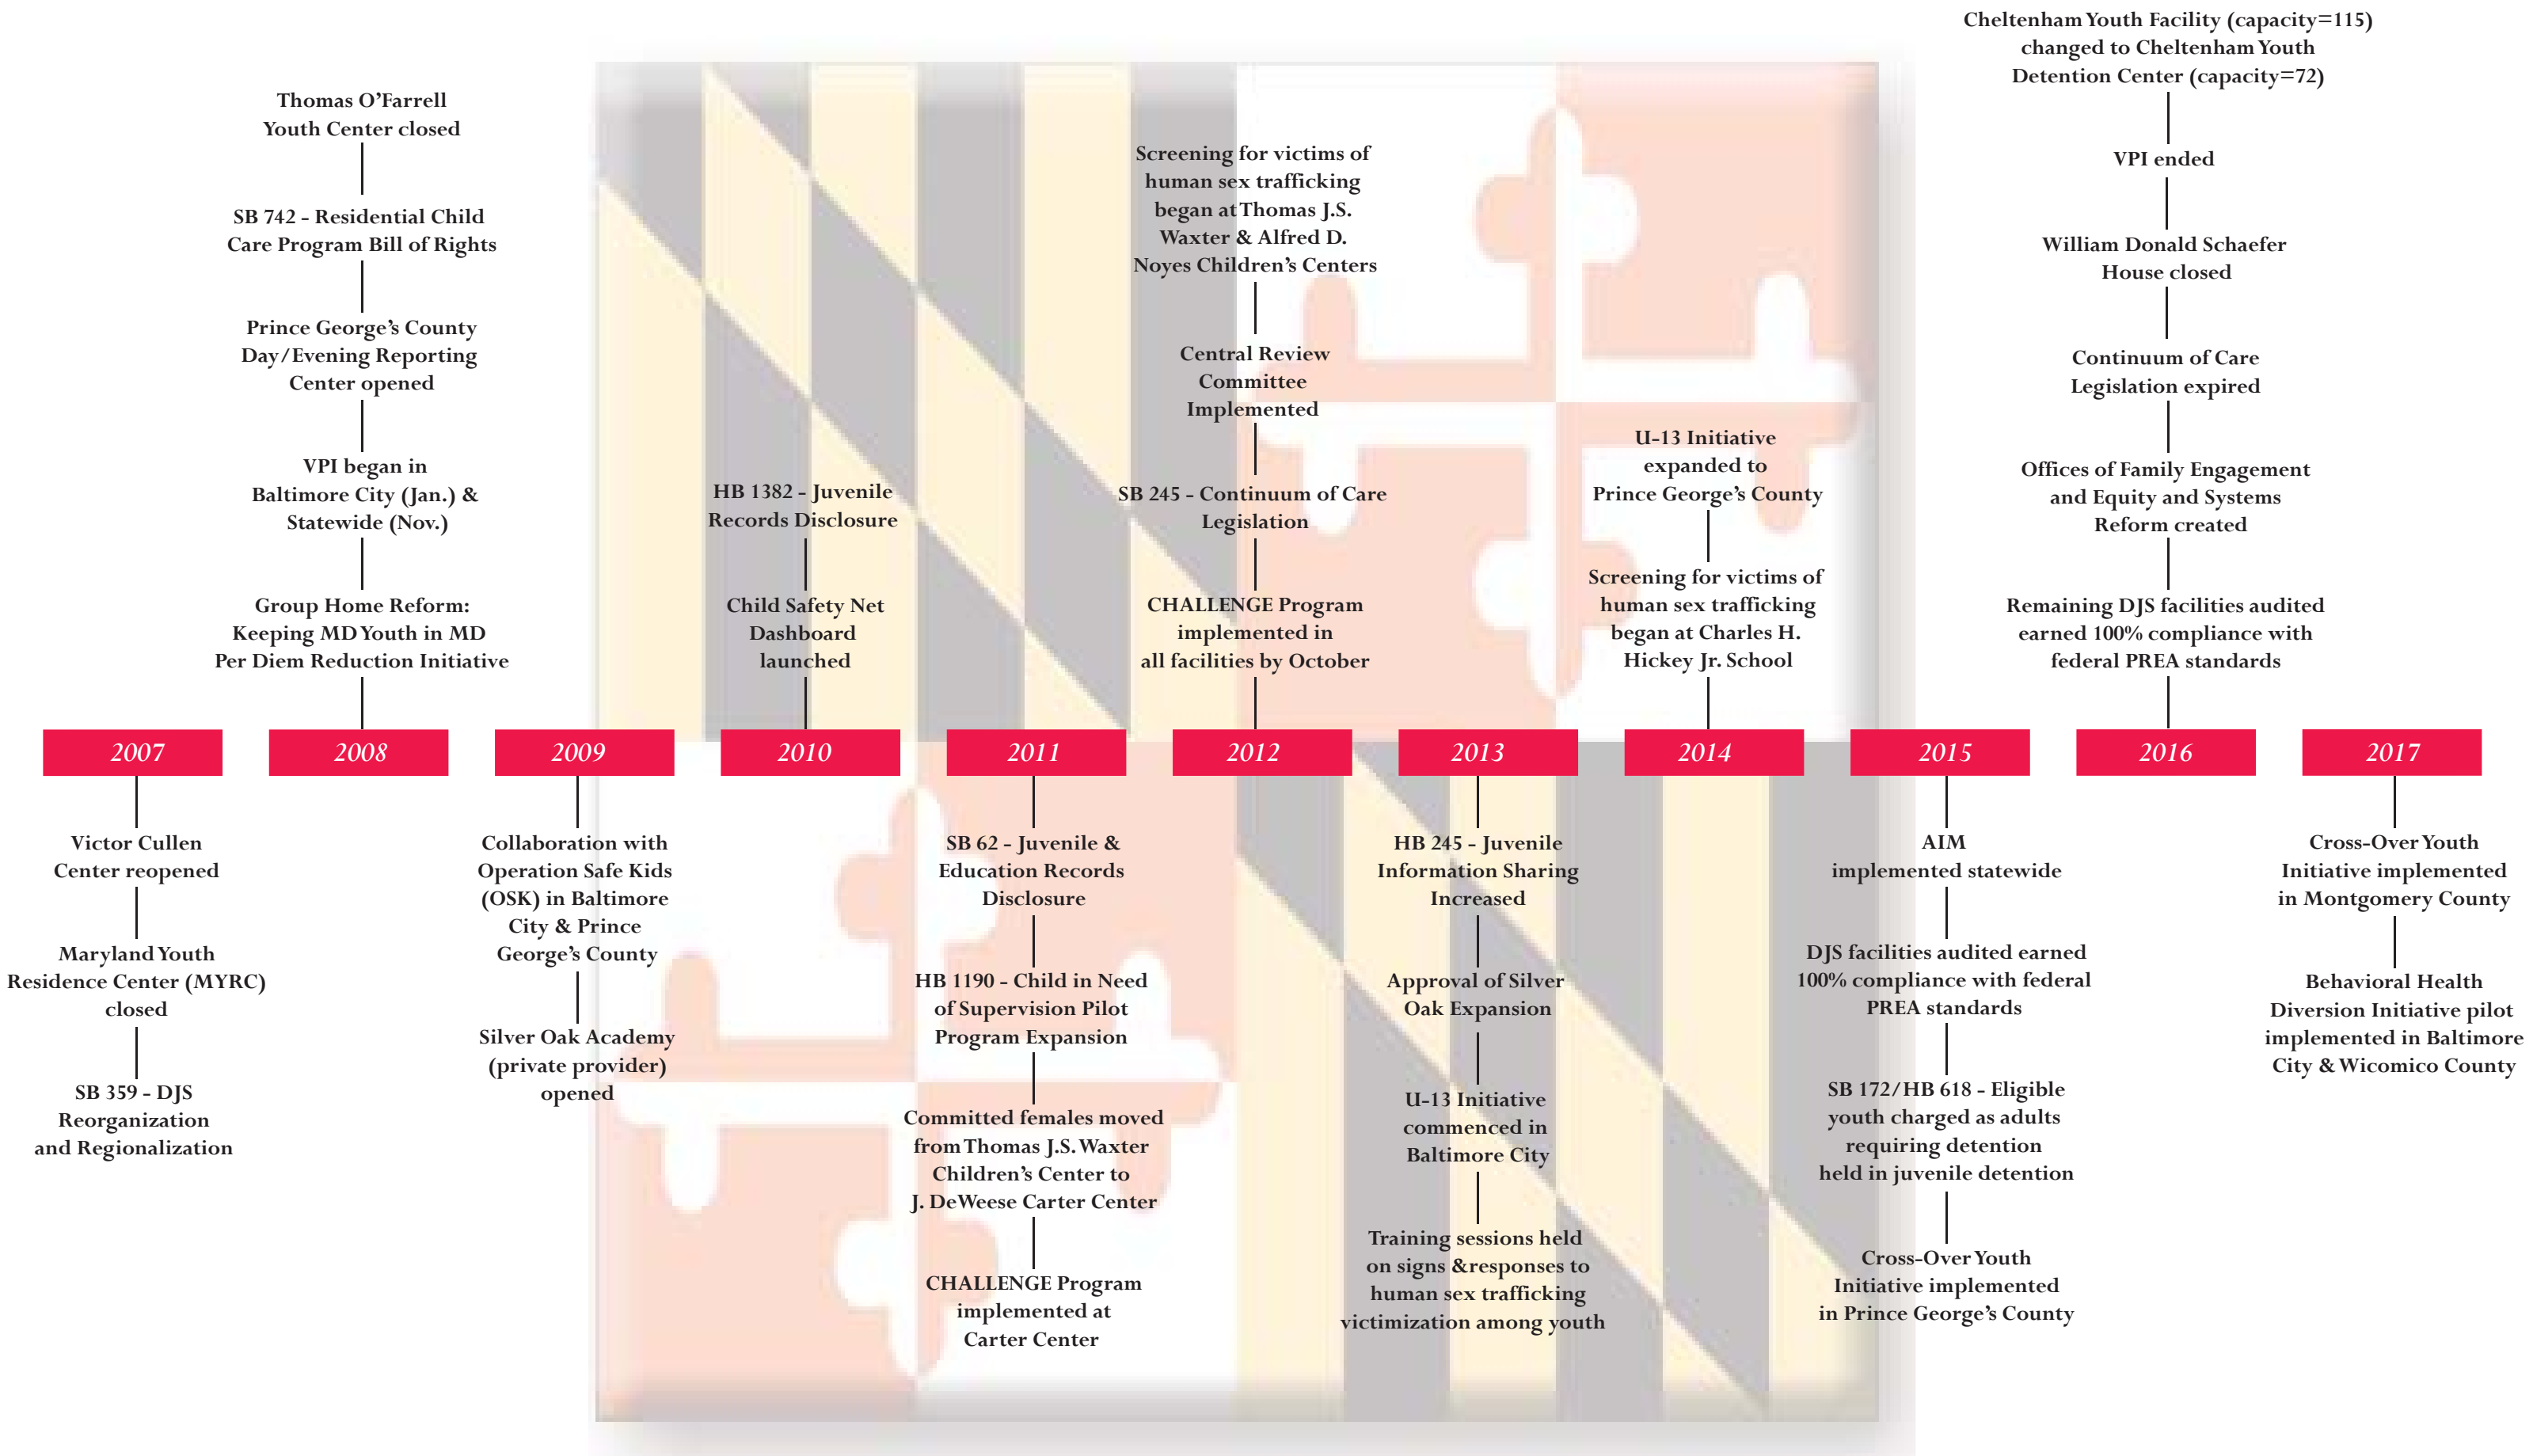 Thomas O'Farrell
Youth Center closed
SB 742 - Residential Child
Care Program Bill of Rights
Prince George's County
Day/Evening Reporting
Center opened
VPI began in
Baltimore City (Jan.) &
Statewide (Nov.)
Group Home Reform:
Keeping MD Youth in MD
Per Diem Reduction Initiative
HB 1382 - Juvenile
Records Disclosure
Child Safety Net
Dashboard
launched
Screening for victims of
human sex trafficking
began at Thomas J.S.
Waxter & Alfred D.
Noyes Children's Centers
Central Review
Committee
Implemented
SB 245 - Continuum of Care
Legislation
CHALLENGE Program
implemented in
all facilities by October
U-13 Initiative
expanded to
Prince George's County
Screening for victims of
human sex trafficking
began at Charles H.
Hickey Jr. School
Cheltenham Youth Facility (capacity=115)
changed to Cheltenham Youth
Detention Center (capacity=72)
VPI ended
William Donald Schaefer
House closed
Continuum of Care
Legislation expired
Offices of Family Engagement
and Equity and Systems
Reform created
Remaining DJS facilities audited
earned 100% compliance with
federal PREA standards
2007
2008
2009
2010
2011
2012
2013
2014
2015
2016
2017
Victor Cullen
Center reopened
Maryland Youth
Residence Center (MYRC)
closed
SB 359 - DJS
Reorganization
and Regionalization
Collaboration with
Operation Safe Kids
(OSK) in Baltimore
City & Prince
George's County
Silver Oak Academy
(private provider)
opened
SB 62 - Juvenile &
Education Records
Disclosure
HB 1190 - Child in Need
of Supervision Pilot
Program Expansion
Committed females moved
from Thomas J.S. Waxter
Children's Center to
J. DeWeese Carter Center
CHALLENGE Program
implemented at
Carter Center
HB 245 - Juvenile
Information Sharing
Increased
Approval of Silver
Oak Expansion
U-13 Initiative
commenced in
Baltimore City
Training sessions held
on signs &responses to
human sex trafficking
victimization among youth
AIM
implemented statewide
DJS facilities audited earned
100% compliance with federal
PREA standards
SB 172/HB 618 - Eligible
youth charged as adults
requiring detention
held in juvenile detention
Cross-Over Youth
Initiative implemented
in Prince George's County
Cross-Over Youth
Initiative implemented
in Montgomery County
Behavioral Health
Diversion Initiative pilot
implemented in Baltimore
City & Wicomico County